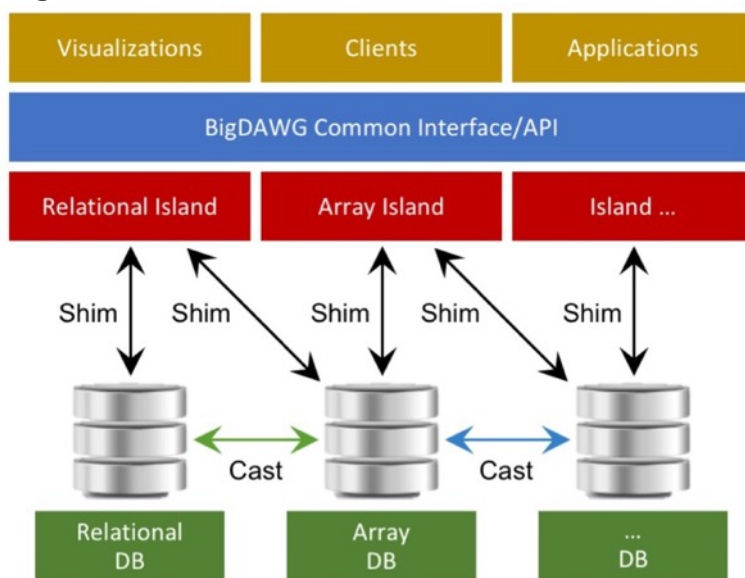 Visualizations
Clients
Applications
BigDAWG Common Interface/API
Relational Island
Array Island
Island ...
Shim
Shim
Shim
Shim
Shim
Cast
Cast
Relational
DB
Array
DB
...
DB